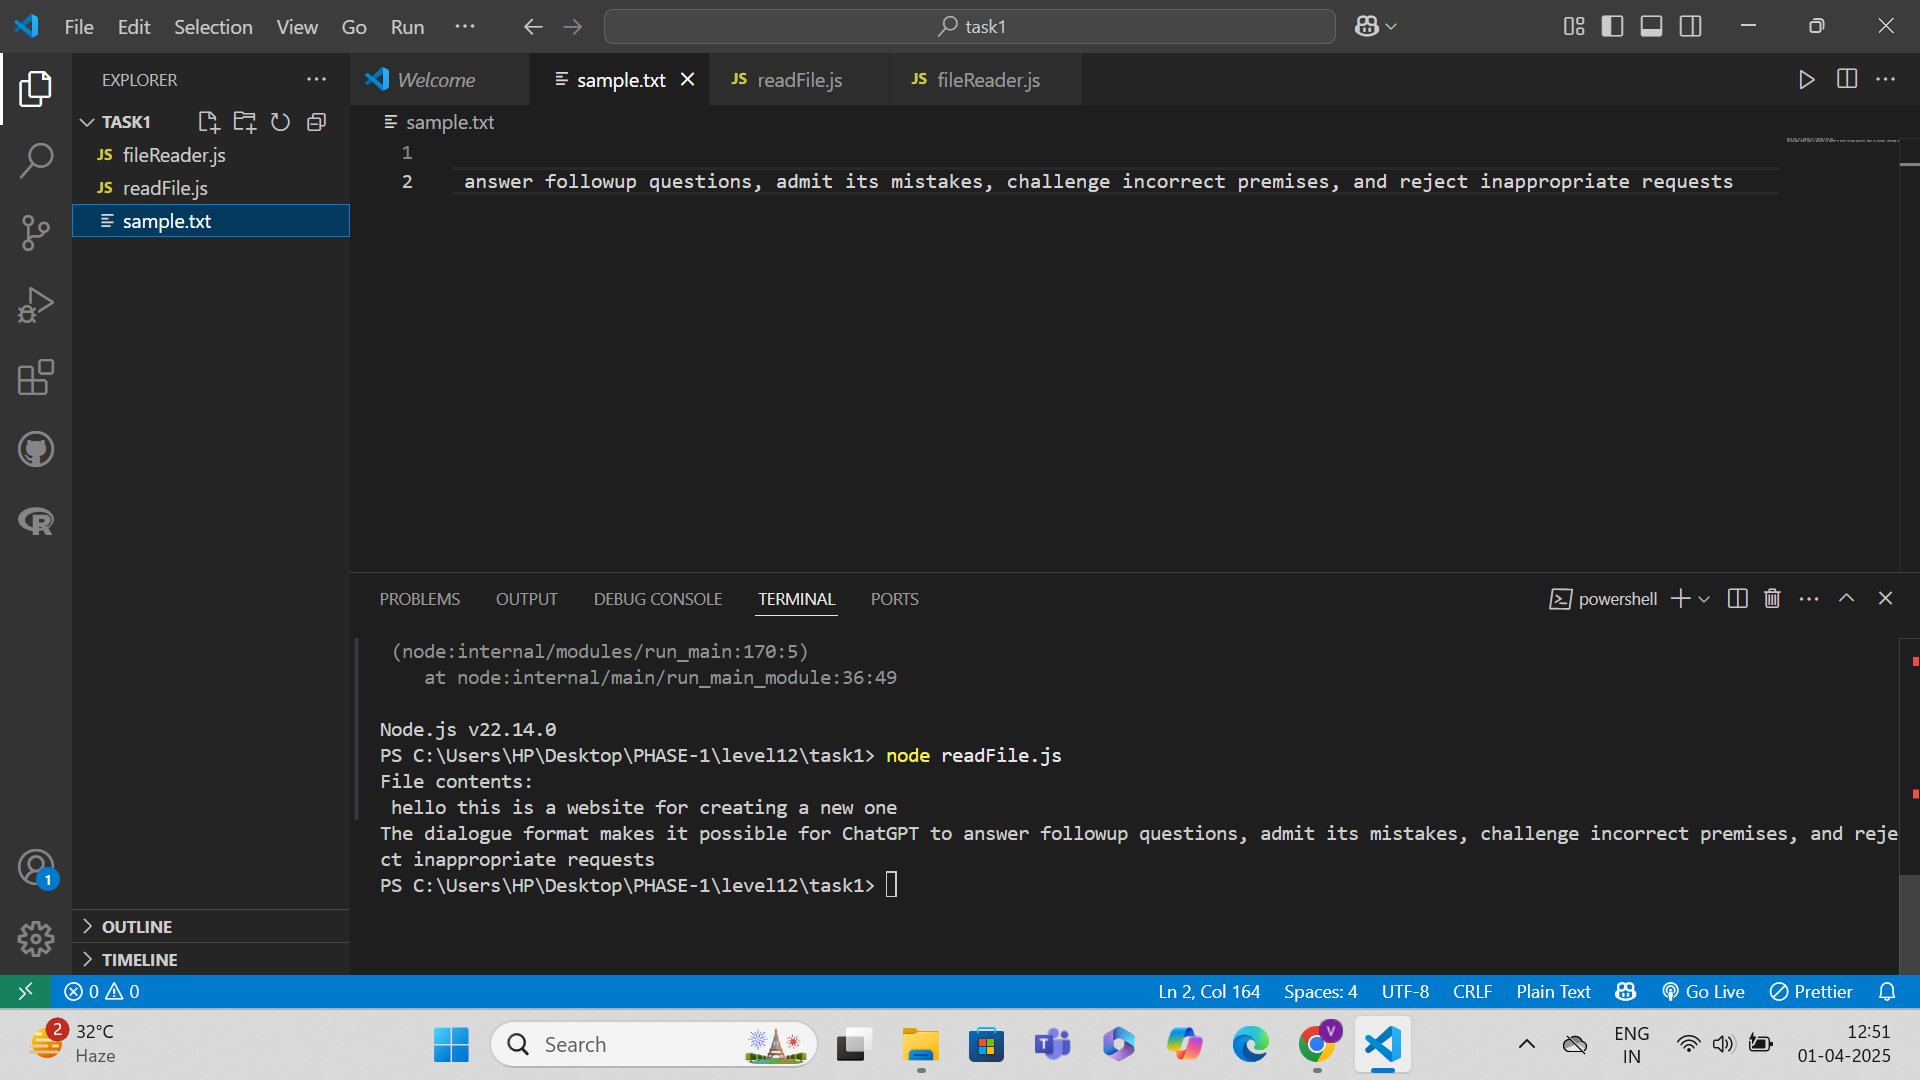 File Edit Selection View Go Run ··· task1
EXPLORER ···
Welcome sample.txt JS readFile.js JS fileReader.js ···
TASK1
JS fileReader.js
JS readFile.js
sample.txt
sample.txt
1
2 answer followup questions, admit its mistakes, challenge incorrect premises, and reject inappropriate requests
PROBLEMS OUTPUT DEBUG CONSOLE TERMINAL PORTS powershell ···
(node:internal/modules/run_main:170:5)
at node:internal/main/run_main_module:36:49
Node.js v22.14.0
PS C:\Users\HP\Desktop\PHASE-1\level12\task1> node readFile.js
File contents:
hello this is a website for creating a new one
The dialogue format makes it possible for ChatGPT to answer followup questions, admit its mistakes, challenge incorrect premises, and reje
ct inappropriate requests
PS C:\Users\HP\Desktop\PHASE-1\level12\task1>
1
OUTLINE
TIMELINE
0 0 Ln 2, Col 164 Spaces: 4 UTF-8 CRLF Plain Text Go Live Prettier
2 32°C
Haze
Search
T
V
ENG
IN
12:51
01-04-2025